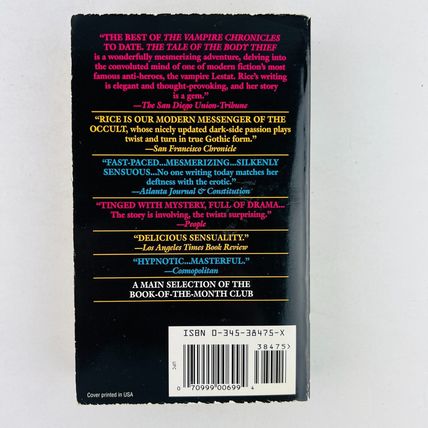 "THE BEST OF THE VAMPIRE CHRONICLES
TO DATE. THE TALE OF THE BODY THIEF
is a wonderfully mesmerizing adventure, delving into
the convoluted mind of one of modern fiction's most
famous anti-heroes, the vampire Lestat. Rice's writing
is elegant and thought-provoking, and her story
is a gem."
—The San Diego Union-Tribune
"RICE IS OUR MODERN MESSENGER OF THE
OCCULT, whose nicely updated dark-side passion plays
twist and turn in true Gothic form."
—San Francisco Chronicle
"FAST-PACED...MESMERIZING...SILKENLY
SENSUOUS...No one writing today matches her
deftness with the erotic."
—Atlanta Journal & Constitution
"TINGED WITH MYSTERY, FULL OF DRAMA...
The story is involving, the twists surprising."
—People
"DELICIOUS SENSUALITY."
—Los Angeles Times Book Review
"HYPNOTIC...MASTERFUL."
—Cosmopolitan
A MAIN SELECTION OF THE
BOOK-OF-THE-MONTH CLUB
ISBN 0-345-38475-X
38475>
UPC
0 70999 00699 4
Cover printed in USA